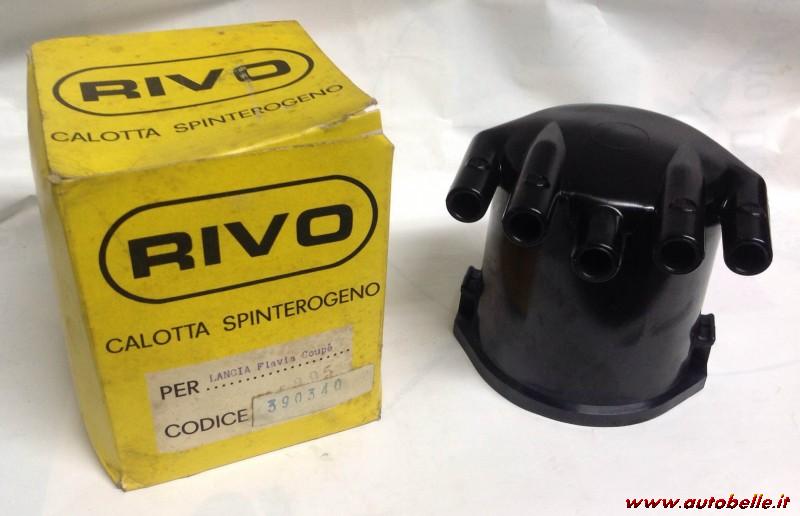 RIVO
CALOTTA SPINTEROGENO
RIVO
CALOTTA SPINTEROGENO
PER LANCIA Flavia Coupé
CODICE 390340
www.autobelle.it